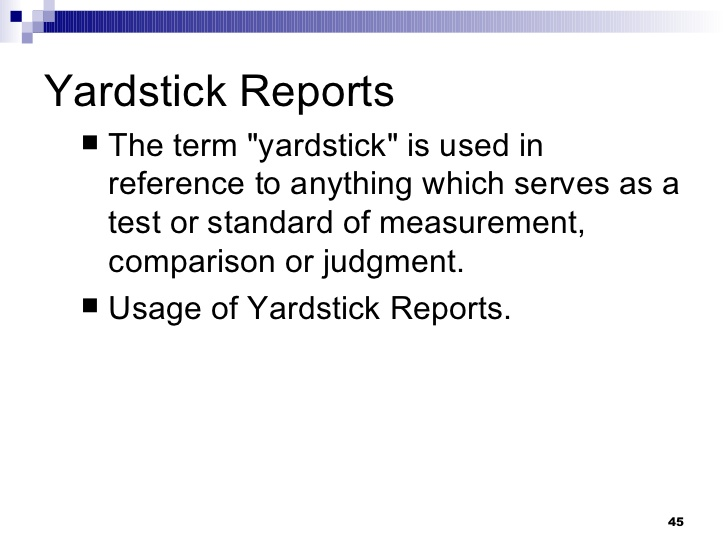 Yardstick Reports
The term "yardstick" is used in
reference to anything which serves as a
test or standard of measurement,
comparison or judgment.
Usage of Yardstick Reports.
45